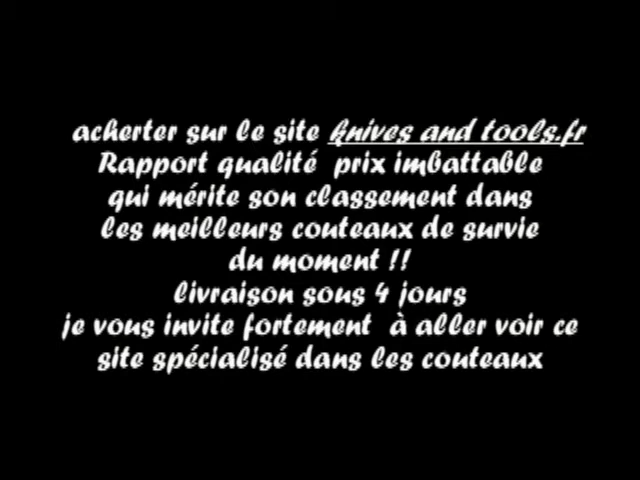 acherter sur le site knives and tools.fr
Rapport qualité prix imbattable
qui mérite son classement dans
les meilleurs couteaux de survie
du moment !!
livraison sous 4 jours
je vous invite fortement à aller voir ce
site spécialisé dans les couteaux